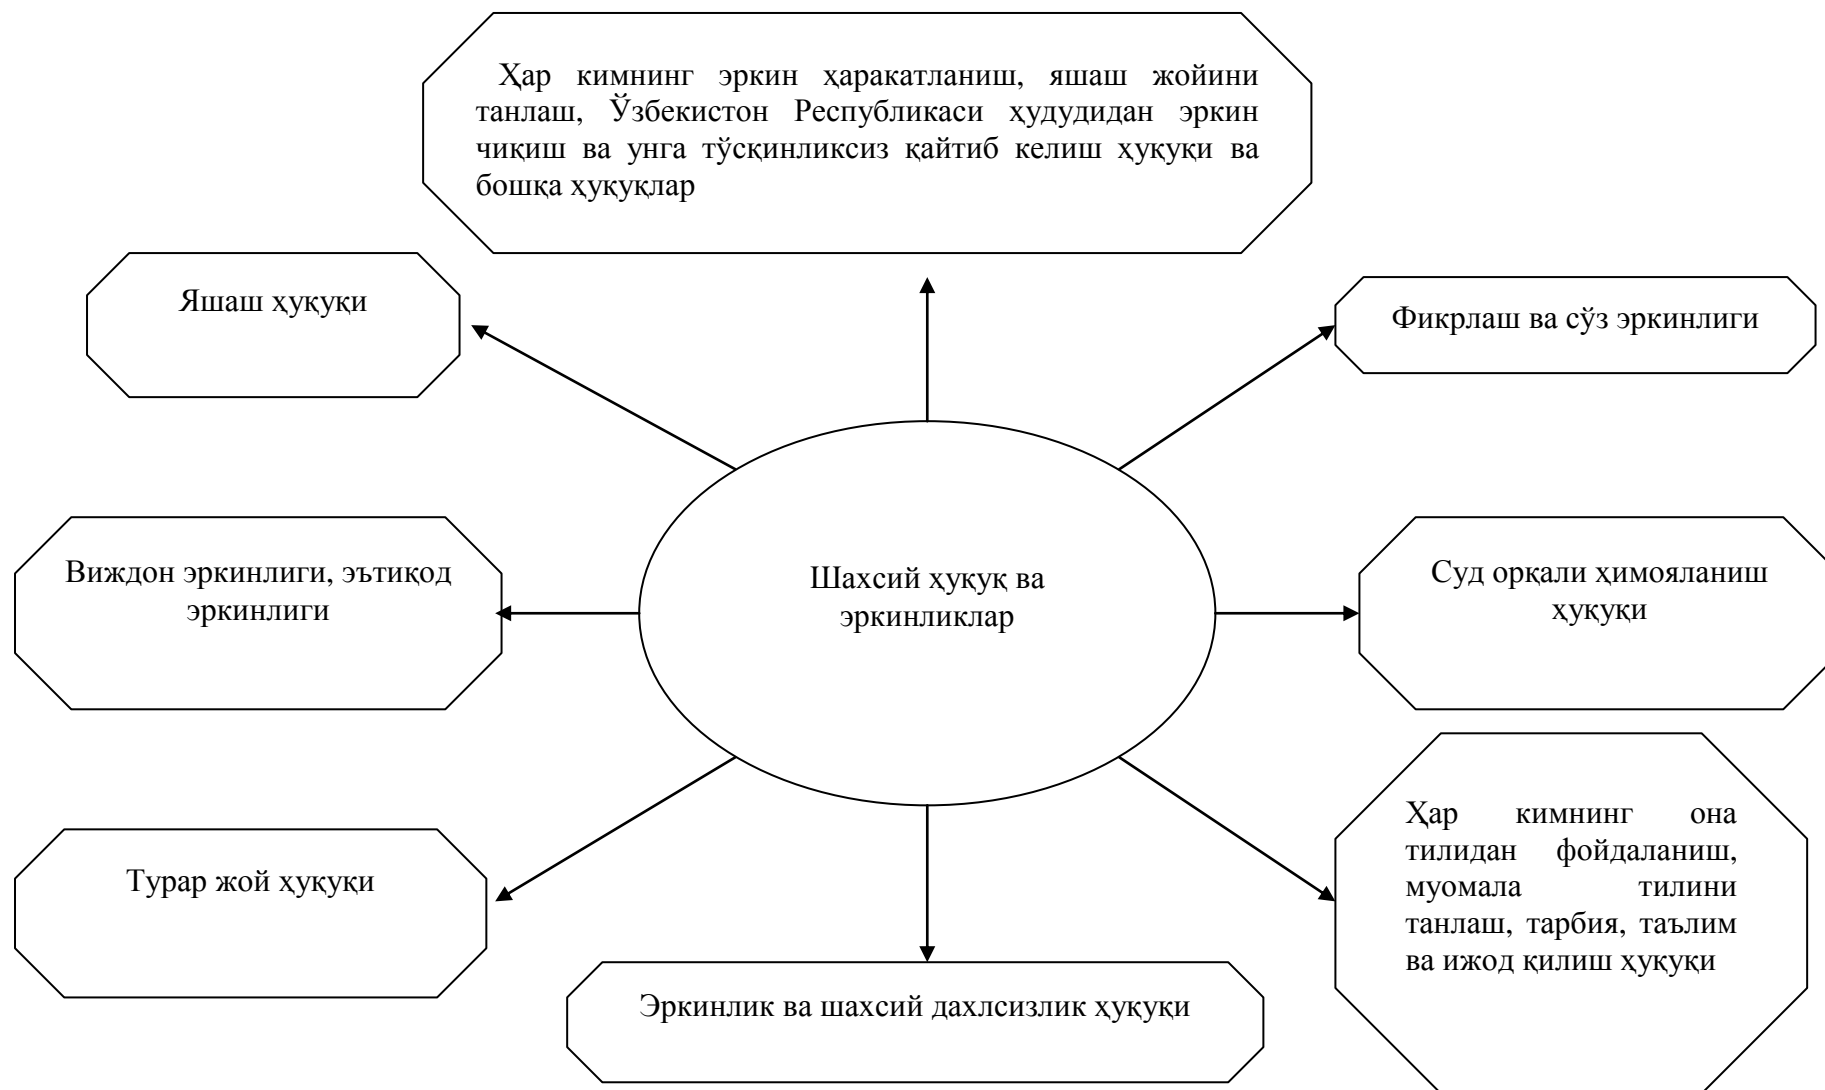 Ҳар кимнинг эркин ҳаракатланиш, яшаш жойини
танлаш, Ўзбекистон Республикаси ҳудудидан эркин
чиқиш ва унга тўсқинликсиз қайтиб келиш ҳуқуқи ва
бошқа ҳуқуқлар
Яшаш ҳуқуқи
Фикрлаш ва сўз эркинлиги
Виждон эркинлиги, эътиқод
эркинлиги
Шахсий ҳуқуқ ва
эркинликлар
Суд орқали ҳимояланиш
ҳуқуқи
Турар жой ҳуқуқи
Ҳар кимнинг она
тилидан фойдаланиш,
муомала тилини
танлаш, тарбия, таълим
ва ижод қилиш ҳуқуқи
Эркинлик ва шахсий дахлсизлик ҳуқуқи